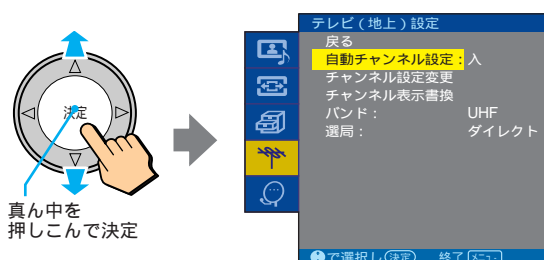 決定
真ん中を
押しこんで決定
テレビ（地上）設定
戻る
自動チャンネル設定：入
チャンネル設定変更
チャンネル表示書換
バンド： UHF
選局： ダイレクト
で選択し 決定 終了 メニュー